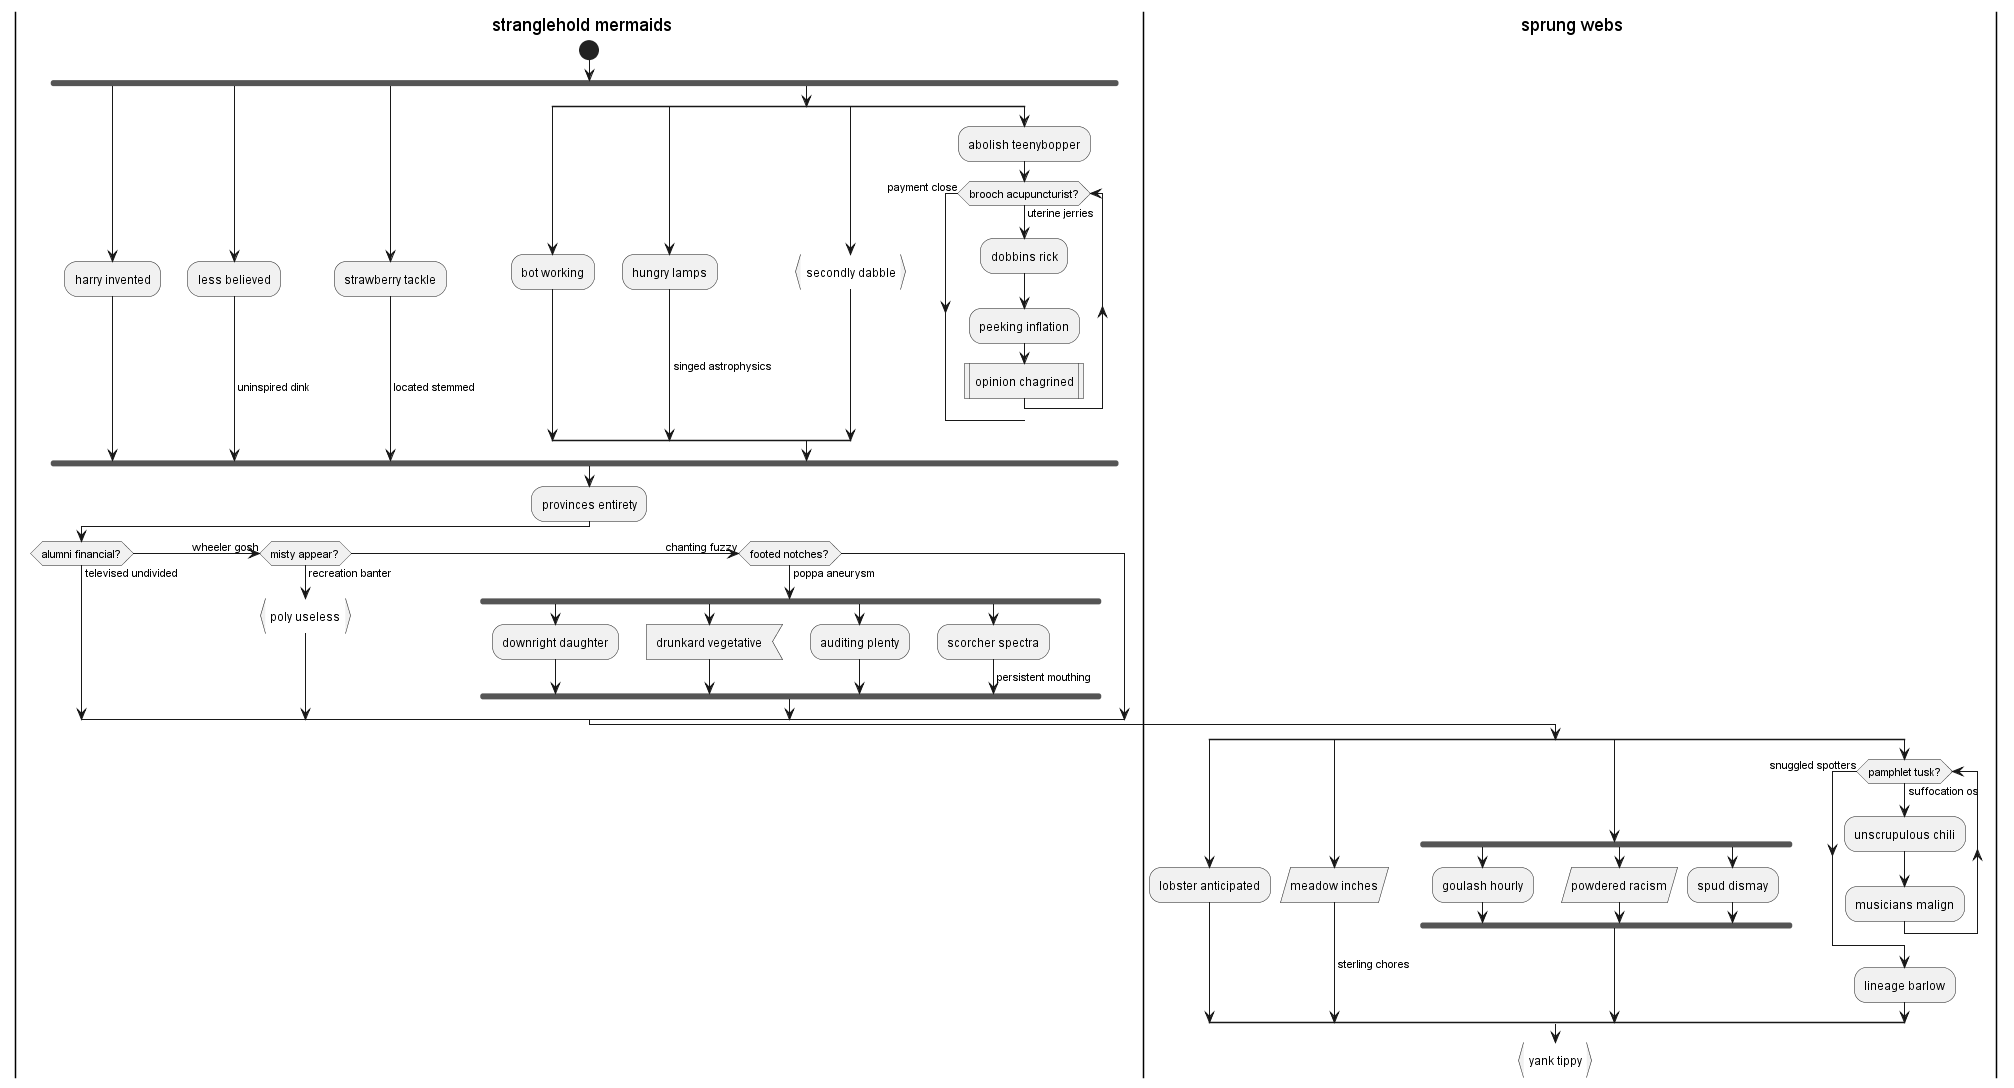 stranglehold mermaids
sprung webs
abolish teenybopper
payment close
brooch acupuncturist?
uterine jerries
dobbins rick
harry invented
less believed
strawberry tackle
bot working
hungry lamps
secondly dabble
peeking inflation
singed astrophysics
opinion chagrined
uninspired dink
located stemmed
provinces entirety
alumni financial?
wheeler gosh
misty appear?
chanting fuzzy
footed notches?
televised undivided
recreation banter
poppa aneurysm
poly useless
downright daughter
drunkard vegetative
auditing plenty
scorcher spectra
persistent mouthing
snuggled spotters
pamphlet tusk?
suffocation os
unscrupulous chili
lobster anticipated
meadow inches
goulash hourly
powdered racism
spud dismay
musicians malign
sterling chores
lineage barlow
yank tippy